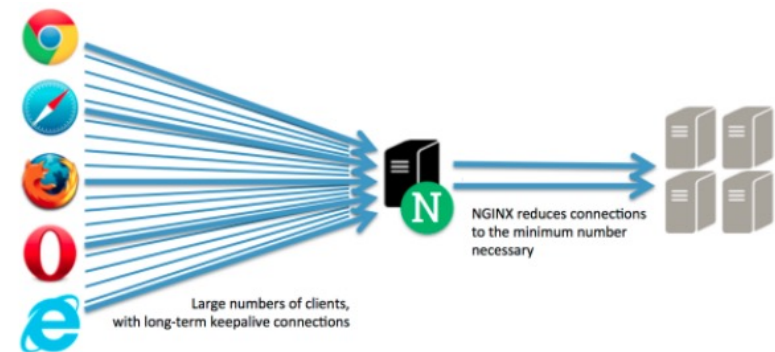 N
NGINX reduces connections
to the minimum number
necessary
Large numbers of clients,
with long-term keepalive connections